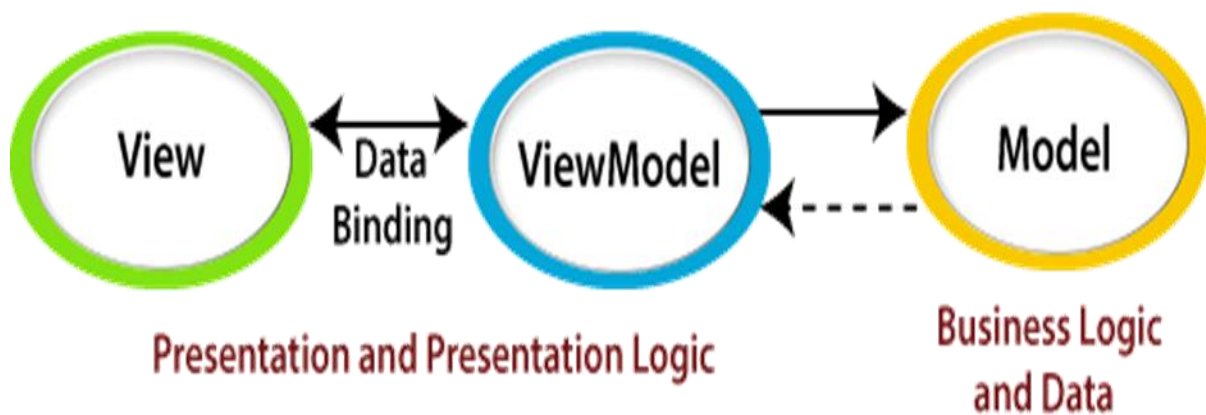 View
Data
Binding
ViewModel
Model
Presentation and Presentation Logic
Business Logic
and Data